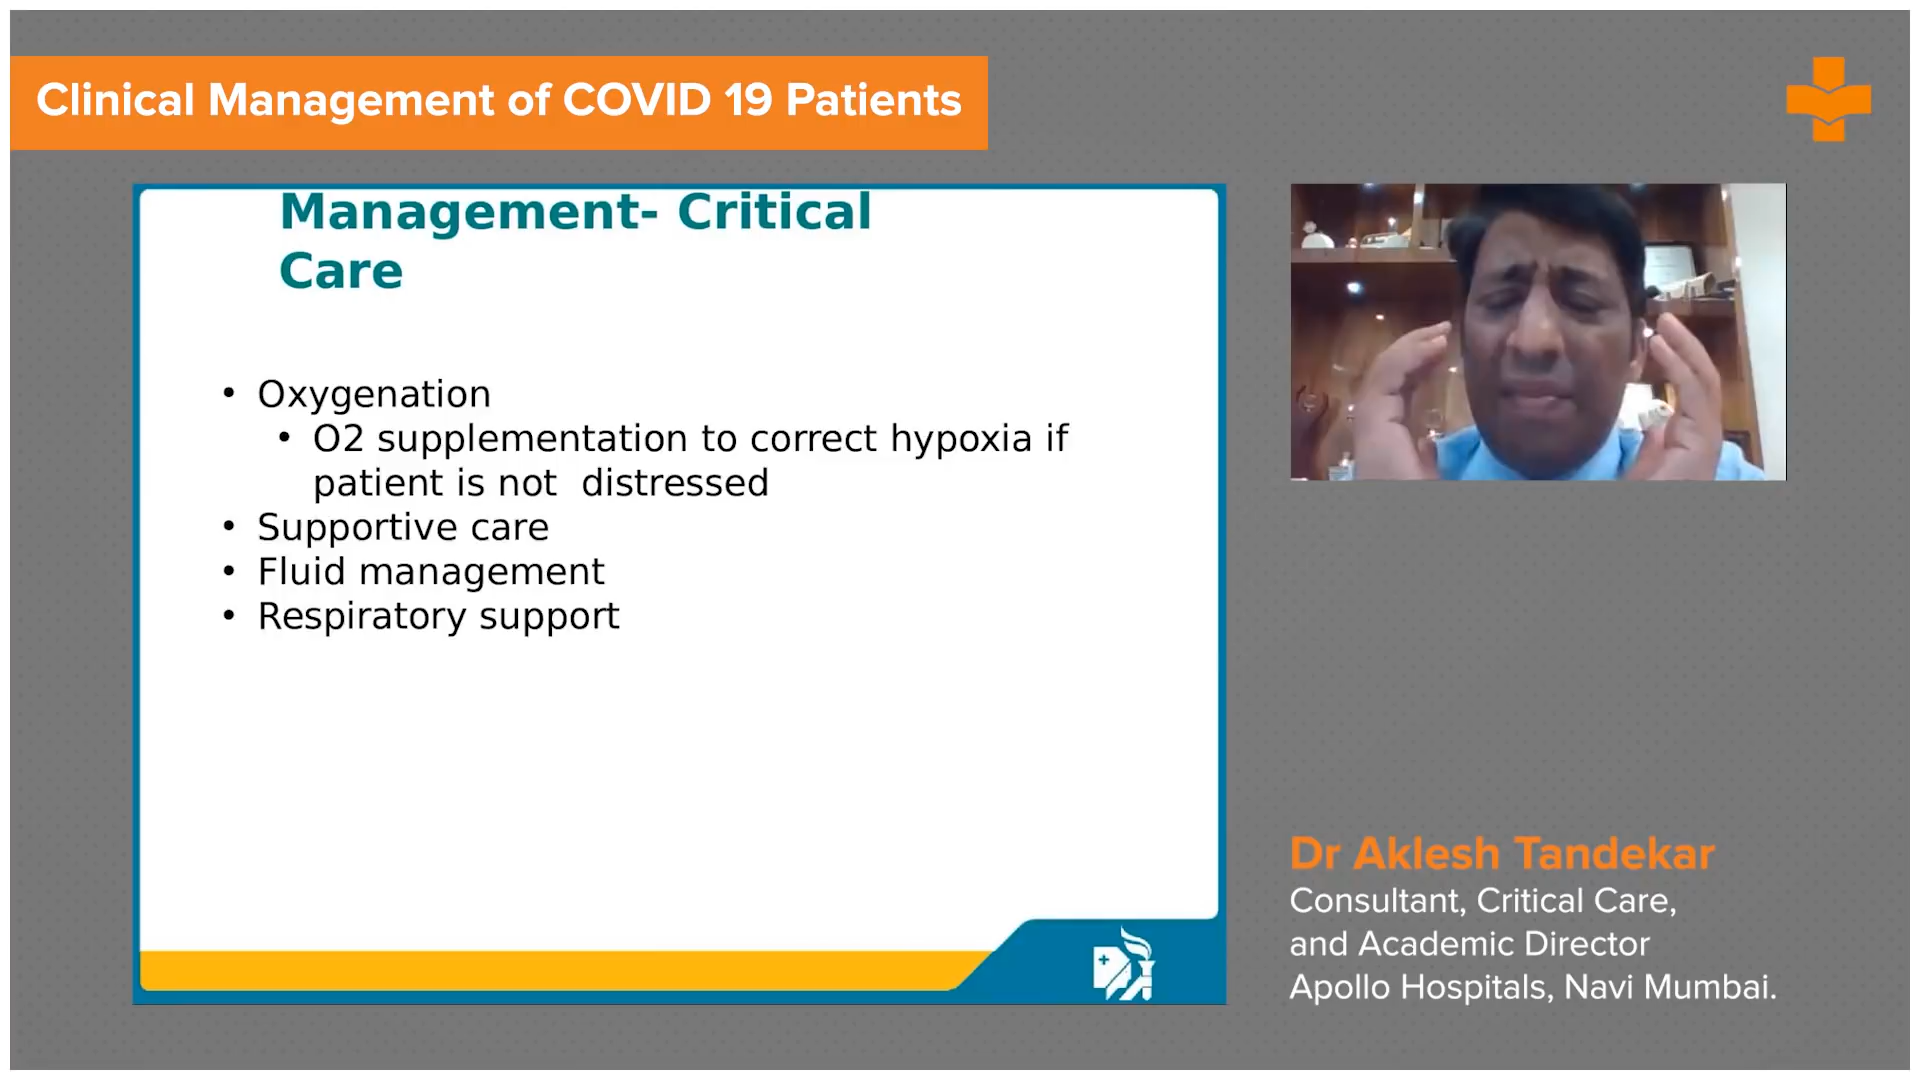 Clinical Management of COVID 19 Patients
Management- Critical
Care
• Oxygenation
• O2 supplementation to correct hypoxia if
patient is not  distressed
• Supportive care
• Fluid management
• Respiratory support
Dr Aklesh Tandekar
Consultant, Critical Care,
and Academic Director
Apollo Hospitals, Navi Mumbai.